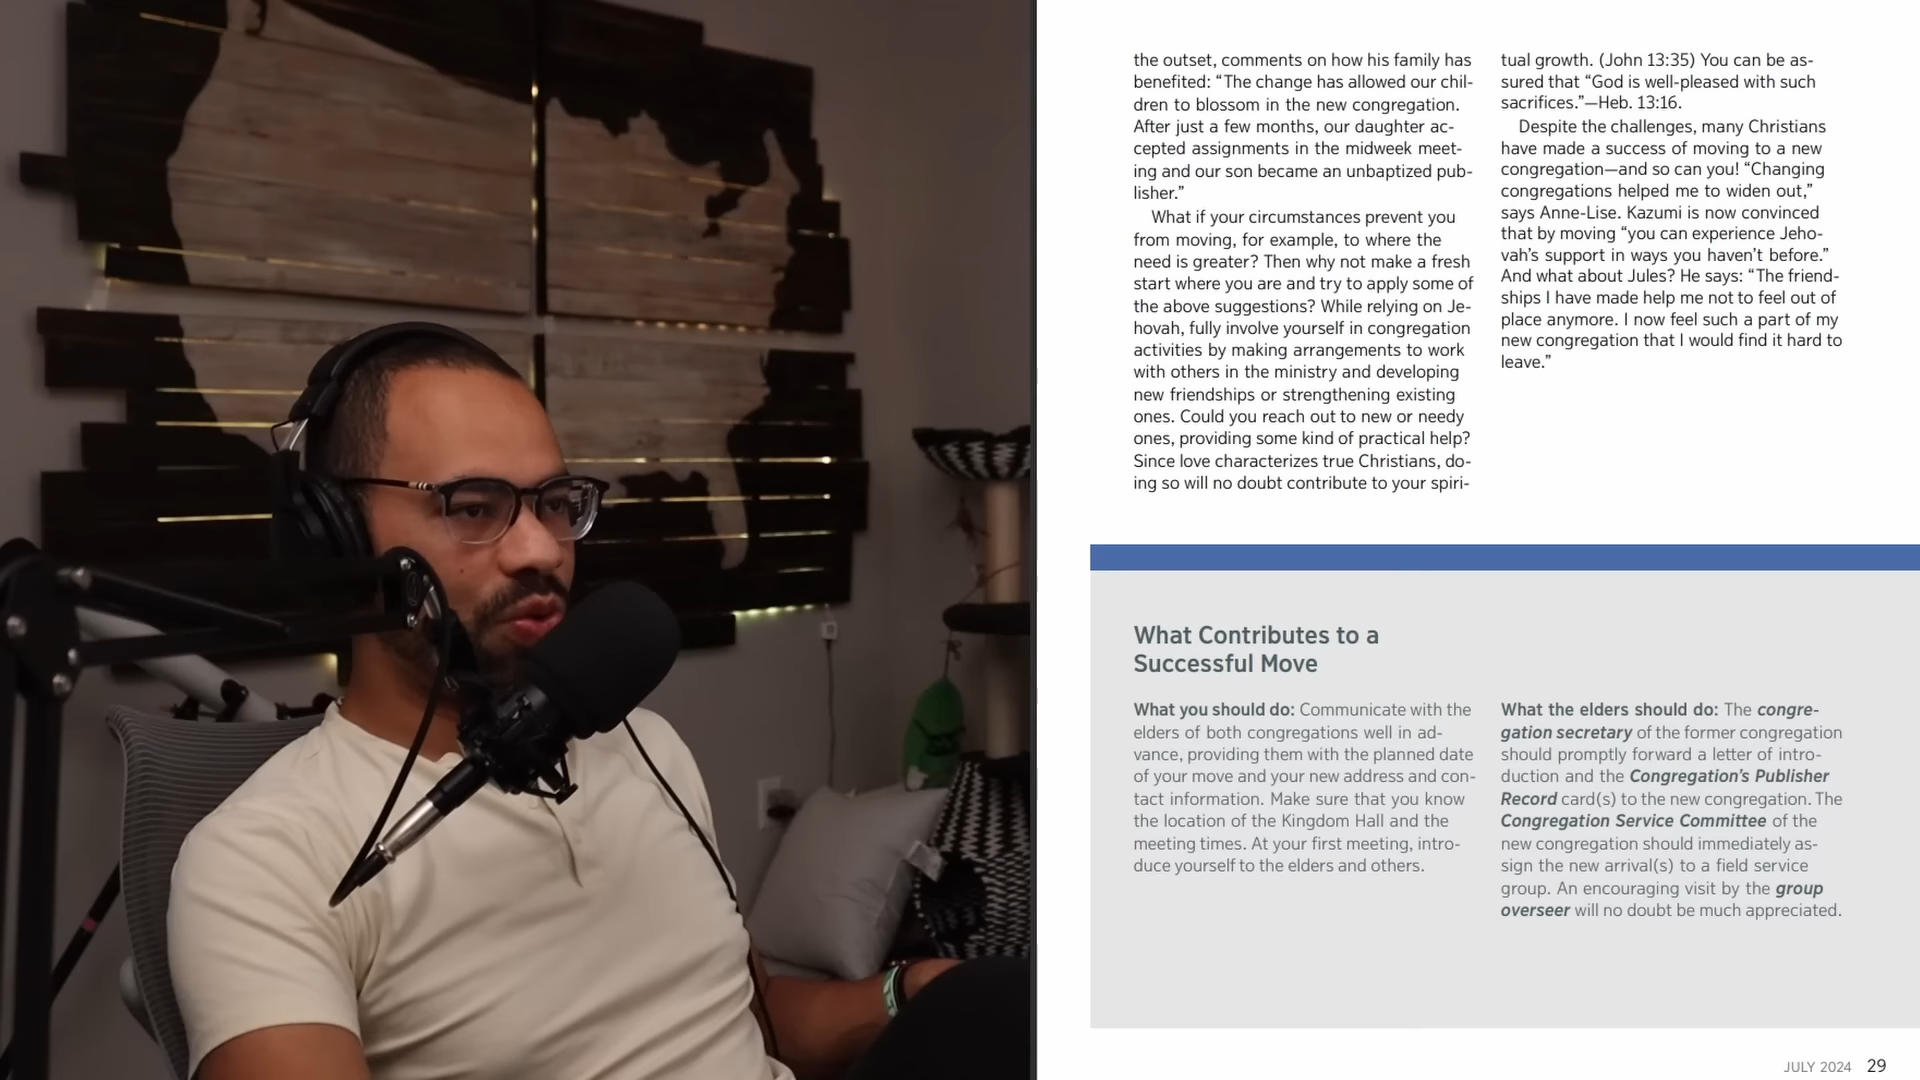 the outset, comments on how his family has
benefited: “The change has allowed our chil-
dren to blossom in the new congregation.
After just a few months, our daughter ac-
cepted assignments in the midweek meet-
ing and our son became an unbaptized pub-
lisher.”
What if your circumstances prevent you
from moving, for example, to where the
need is greater? Then why not make a fresh
start where you are and try to apply some of
the above suggestions? While relying on Je-
hovah, fully involve yourself in congregation
activities by making arrangements to work
with others in the ministry and developing
new friendships or strengthening existing
ones. Could you reach out to new or needy
ones, providing some kind of practical help?
Since love characterizes true Christians, do-
ing so will no doubt contribute to your spiri-
tual growth. (John 13:35) You can be as-
sured that “God is well-pleased with such
sacrifices.”—Heb. 13:16.
Despite the challenges, many Christians
have made a success of moving to a new
congregation—and so can you! “Changing
congregations helped me to widen out,”
says Anne-Lise. Kazumi is now convinced
that by moving “you can experience Jeho-
vah’s support in ways you haven’t before.”
And what about Jules? He says: “The friend-
ships I have made help me not to feel out of
place anymore. I now feel such a part of my
new congregation that I would find it hard to
leave.”
What Contributes to a
Successful Move
What you should do: Communicate with the
elders of both congregations well in ad-
vance, providing them with the planned date
of your move and your new address and con-
tact information. Make sure that you know
the location of the Kingdom Hall and the
meeting times. At your first meeting, intro-
duce yourself to the elders and others.
What the elders should do: The congre-
gation secretary of the former congregation
should promptly forward a letter of intro-
duction and the Congregation’s Publisher
Record card(s) to the new congregation. The
Congregation Service Committee of the
new congregation should immediately as-
sign the new arrival(s) to a field service
group. An encouraging visit by the group
overseer will no doubt be much appreciated.
JULY 2024 29